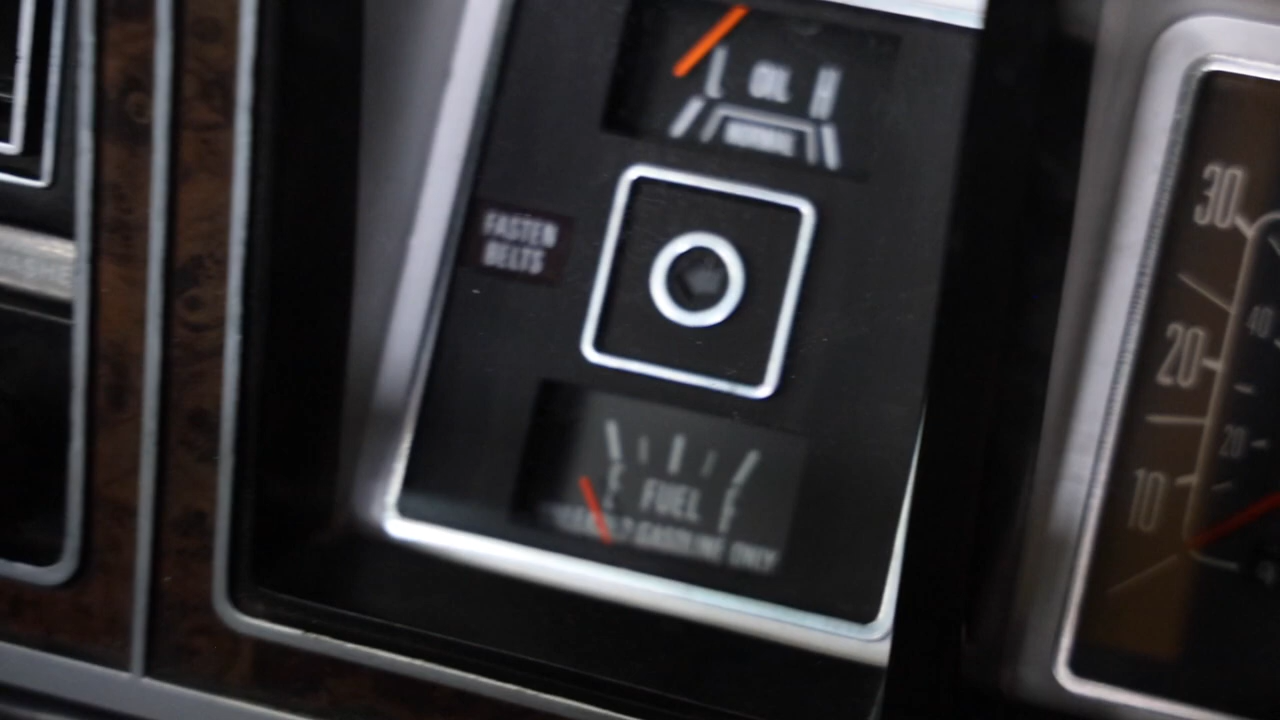 L OIL H
NORMAL
FASTEN
BELTS
E FUEL F
GASOLINE ONLY
30
20
10
40
20